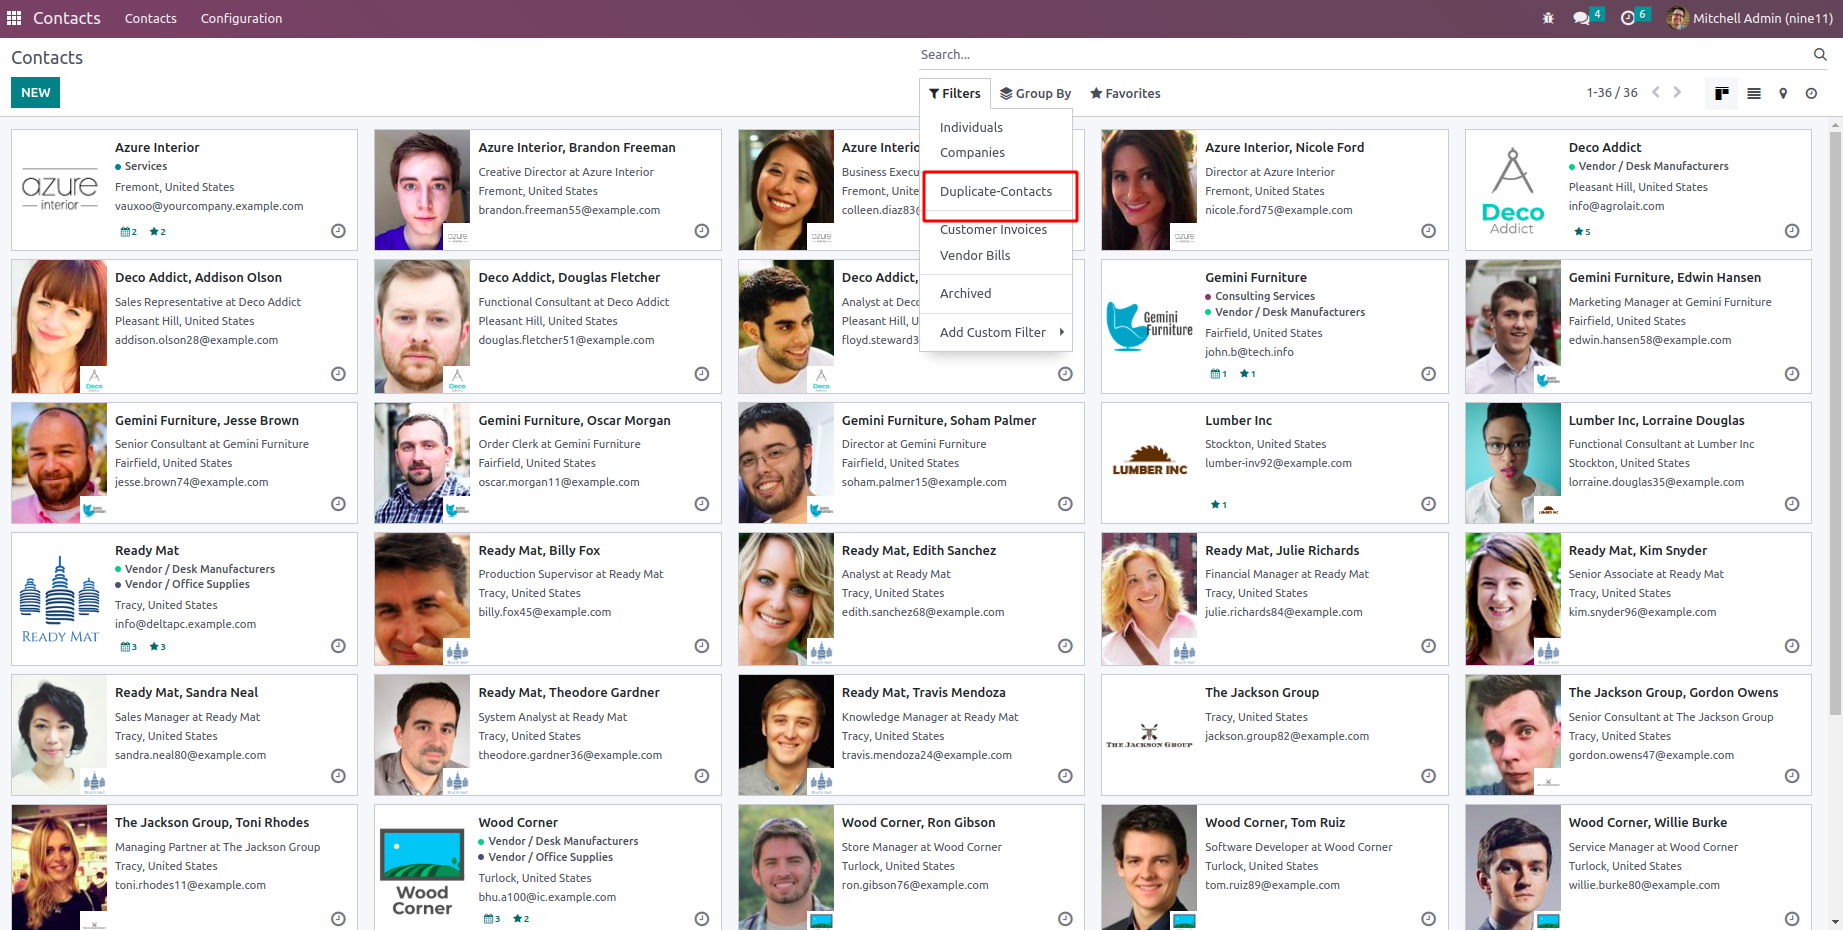 Contacts Contacts Configuration 4 6 Mitchell Admin (nine11)
Contacts
Search...
NEW
Filters Group By Favorites
1-36 / 36
Individuals
Companies
Duplicate-Contacts
Customer Invoices
Vendor Bills
Archived
Add Custom Filter
azure
interior
Azure Interior
Services
Fremont, United States
vauxoo@yourcompany.example.com
2 2
Azure Interior, Brandon Freeman
Creative Director at Azure Interior
Fremont, United States
brandon.freeman55@example.com
Azure Interio
Business Execu
Fremont, Unite
colleen.diaz83@
Azure Interior, Nicole Ford
Director at Azure Interior
Fremont, United States
nicole.ford75@example.com
Deco
Addict
Deco Addict
Vendor / Desk Manufacturers
Pleasant Hill, United States
info@agrolait.com
5
Deco Addict, Addison Olson
Sales Representative at Deco Addict
Pleasant Hill, United States
addison.olson28@example.com
Deco
Deco Addict, Douglas Fletcher
Functional Consultant at Deco Addict
Pleasant Hill, United States
douglas.fletcher51@example.com
Deco
Deco Addict,
Analyst at Deco
Pleasant Hill, U
floyd.steward3
Deco
Gemini
Furniture
Gemini Furniture
Consulting Services
Vendor / Desk Manufacturers
Fairfield, United States
john.b@tech.info
1 1
Gemini Furniture, Edwin Hansen
Marketing Manager at Gemini Furniture
Fairfield, United States
edwin.hansen58@example.com
Gemini Furniture, Jesse Brown
Senior Consultant at Gemini Furniture
Fairfield, United States
jesse.brown74@example.com
Gemini Furniture, Oscar Morgan
Order Clerk at Gemini Furniture
Fairfield, United States
oscar.morgan11@example.com
Gemini Furniture, Soham Palmer
Director at Gemini Furniture
Fairfield, United States
soham.palmer15@example.com
LUMBER INC
Lumber Inc
Stockton, United States
lumber-inv92@example.com
1
Lumber Inc, Lorraine Douglas
Functional Consultant at Lumber Inc
Stockton, United States
lorraine.douglas35@example.com
LUMBER INC
READY MAT
Ready Mat
Vendor / Desk Manufacturers
Vendor / Office Supplies
Tracy, United States
info@deltapc.example.com
3 3
Ready Mat, Billy Fox
Production Supervisor at Ready Mat
Tracy, United States
billy.fox45@example.com
Ready Mat, Edith Sanchez
Analyst at Ready Mat
Tracy, United States
edith.sanchez68@example.com
Ready Mat, Julie Richards
Financial Manager at Ready Mat
Tracy, United States
julie.richards84@example.com
Ready Mat, Kim Snyder
Senior Associate at Ready Mat
Tracy, United States
kim.snyder96@example.com
Ready Mat, Sandra Neal
Sales Manager at Ready Mat
Tracy, United States
sandra.neal80@example.com
Ready Mat, Theodore Gardner
System Analyst at Ready Mat
Tracy, United States
theodore.gardner36@example.com
Ready Mat, Travis Mendoza
Knowledge Manager at Ready Mat
Tracy, United States
travis.mendoza24@example.com
THE JACKSON GROUP
The Jackson Group
Tracy, United States
jackson.group82@example.com
The Jackson Group, Gordon Owens
Senior Consultant at The Jackson Group
Tracy, United States
gordon.owens47@example.com
The Jackson Group, Toni Rhodes
Managing Partner at The Jackson Group
Tracy, United States
toni.rhodes11@example.com
Wood
Corner
Wood Corner
Vendor / Desk Manufacturers
Vendor / Office Supplies
Turlock, United States
bhu.a100@ic.example.com
3 2
Wood Corner, Ron Gibson
Store Manager at Wood Corner
Turlock, United States
ron.gibson76@example.com
Wood Corner, Tom Ruiz
Software Developer at Wood Corner
Turlock, United States
tom.ruiz89@example.com
Wood Corner, Willie Burke
Service Manager at Wood Corner
Turlock, United States
willie.burke80@example.com